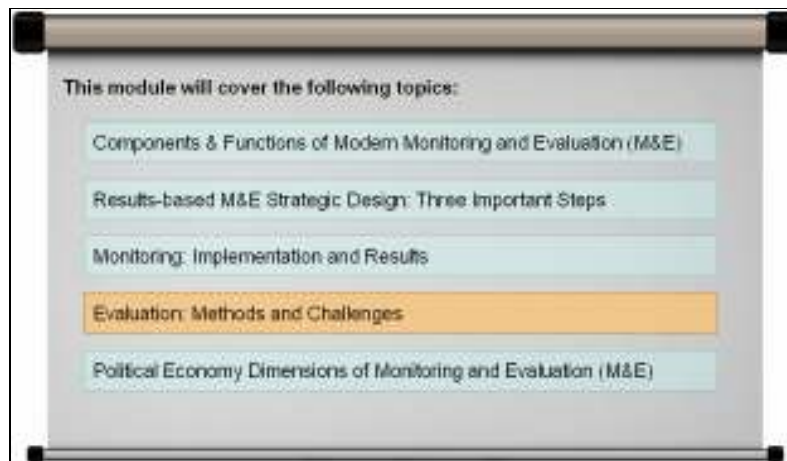 This module will cover the following topics:
Components & Functions of Modern Monitoring and Evaluation (M&E)
Results-based M&E Strategic Design: Three Important Steps
Monitoring: Implementation and Results
Evaluation: Methods and Challenges
Political Economy Dimensions of Monitoring and Evaluation (M&E)